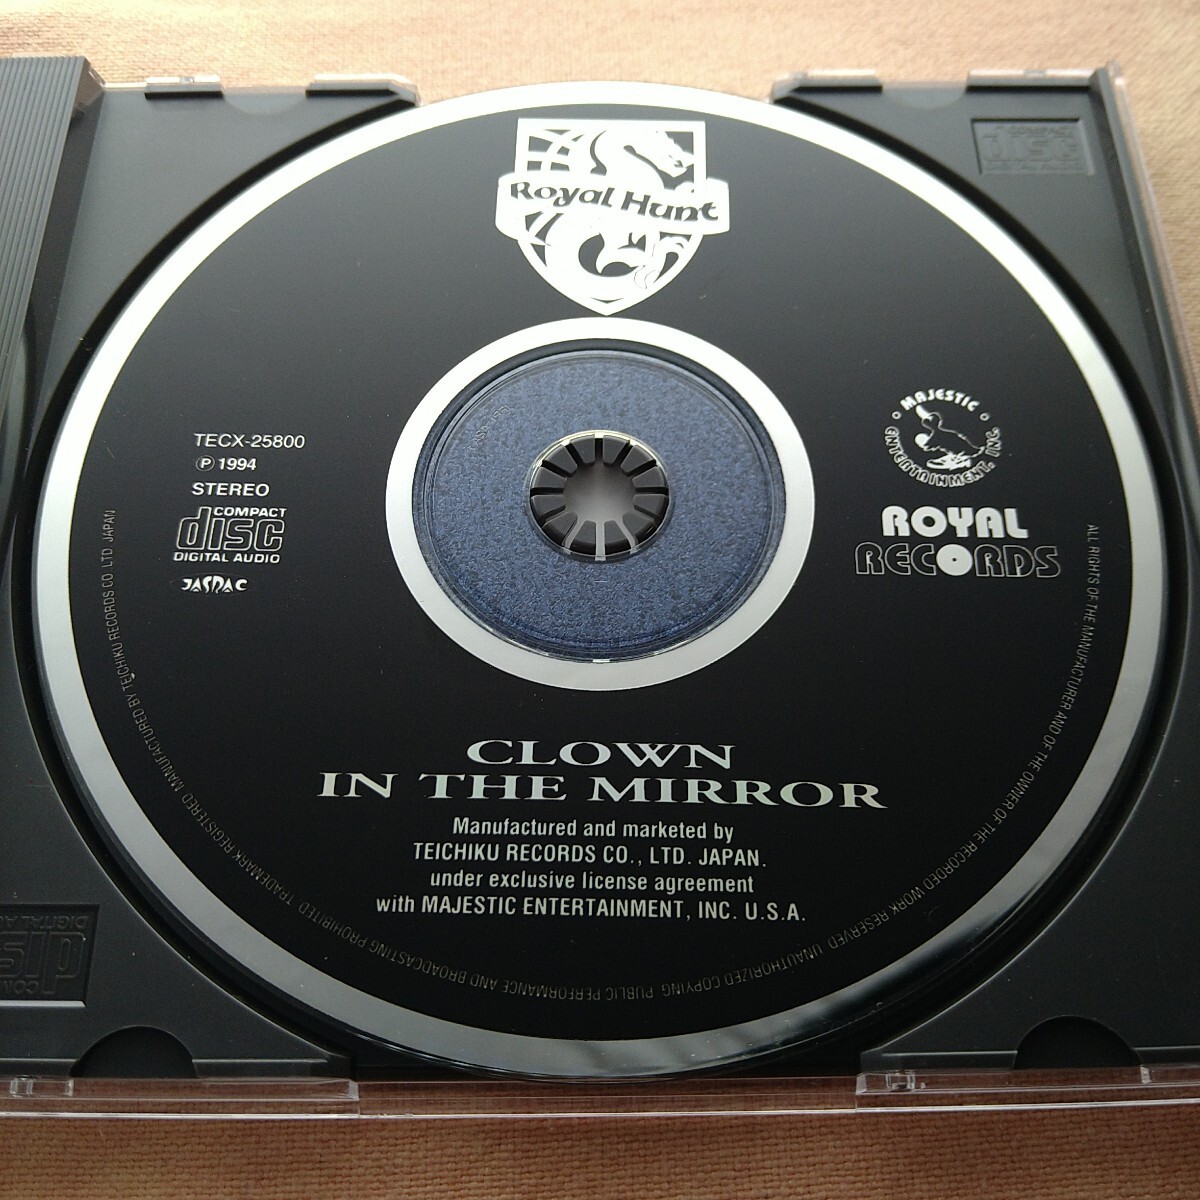 Royal Hunt
TECX-25800
Ⓟ 1994
STEREO
COMPACT
disc
DIGITAL AUDIO
JASRAC
• MAJESTIC •
ENTERTAINMENT, INC.
ROYAL
RECORDS
CLOWN
IN THE MIRROR
Manufactured and marketed by
TEICHIKU RECORDS CO., LTD. JAPAN.
under exclusive license agreement
with MAJESTIC ENTERTAINMENT, INC. U.S.A.
ALL RIGHTS OF THE MANUFACTURER AND OF THE OWNER OF THE RECORDED WORK RESERVED UNAUTHORIZED COPYING PUBLIC PERFORMANCE AND BROADCASTING PROHIBITED TRADEMARK REGISTERED MANUFACTURED BY TEICHIKU RECORDS CO LTD JAPAN
COMPACT
disc